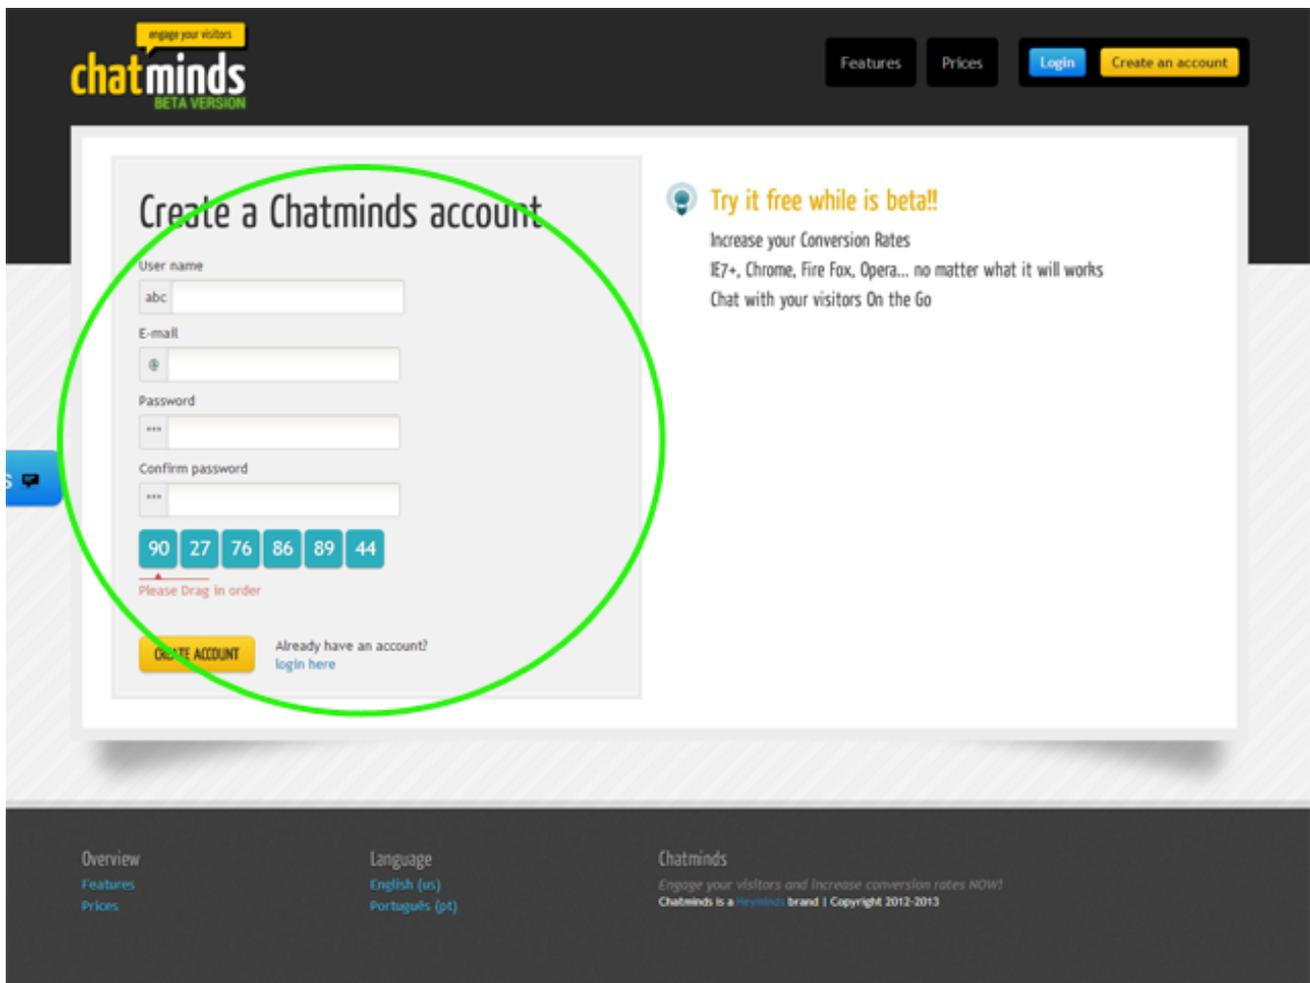 engage your visitors
chatminds
BETA VERSION
Features
Prices
Login
Create an account
Create a Chatminds account
User name
abc
E-mail
@
Password
***
Confirm password
***
90 27 76 86 89 44
Please Drag in order
CREATE ACCOUNT
Already have an account?
login here
Try it free while is beta!!
Increase your Conversion Rates
IE7+, Chrome, Fire Fox, Opera... no matter what it will works
Chat with your visitors On the Go
s
Overview
Features
Prices
Language
English (us)
Português (pt)
Chatminds
Engage your visitors and increase conversion rates NOW!
Chatminds is a Heyminds brand | Copyright 2012-2013